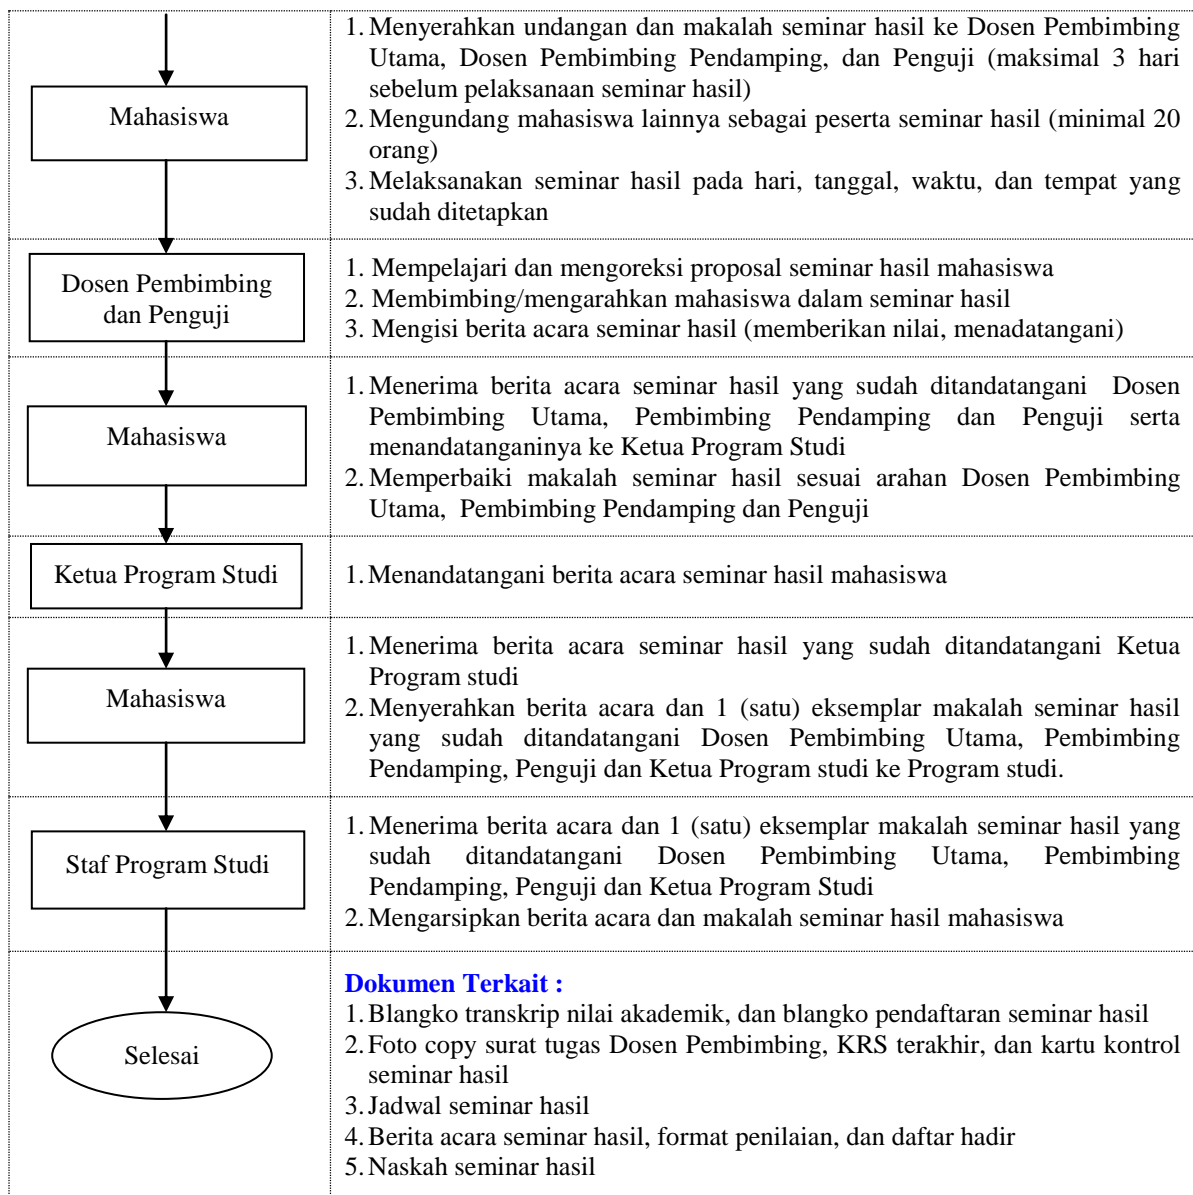 1. Menyerahkan undangan dan makalah seminar hasil ke Dosen Pembimbing
Utama, Dosen Pembimbing Pendamping, dan Penguji (maksimal 3 hari
sebelum pelaksanaan seminar hasil)
Mahasiswa
2. Mengundang mahasiswa lainnya sebagai peserta seminar hasil (minimal 20
orang)
3. Melaksanakan seminar hasil pada hari, tanggal, waktu, dan tempat yang
sudah ditetapkan
Dosen Pembimbing
dan Penguji
1. Mempelajari dan mengoreksi proposal seminar hasil mahasiswa
2. Membimbing/mengarahkan mahasiswa dalam seminar hasil
3. Mengisi berita acara seminar hasil (memberikan nilai, menadatangani)
Mahasiswa
1. Menerima berita acara seminar hasil yang sudah ditandatangani Dosen
Pembimbing Utama, Pembimbing Pendamping dan Penguji serta
menandatanganinya ke Ketua Program Studi
2. Memperbaiki makalah seminar hasil sesuai arahan Dosen Pembimbing
Utama, Pembimbing Pendamping dan Penguji
Ketua Program Studi
1. Menandatangani berita acara seminar hasil mahasiswa
Mahasiswa
1. Menerima berita acara seminar hasil yang sudah ditandatangani Ketua
Program studi
2. Menyerahkan berita acara dan 1 (satu) eksemplar makalah seminar hasil
yang sudah ditandatangani Dosen Pembimbing Utama, Pembimbing
Pendamping, Penguji dan Ketua Program studi ke Program studi.
Staf Program Studi
1. Menerima berita acara dan 1 (satu) eksemplar makalah seminar hasil yang
sudah ditandatangani Dosen Pembimbing Utama, Pembimbing
Pendamping, Penguji dan Ketua Program Studi
2. Mengarsipkan berita acara dan makalah seminar hasil mahasiswa
Selesai
Dokumen Terkait :
1. Blangko transkrip nilai akademik, dan blangko pendaftaran seminar hasil
2. Foto copy surat tugas Dosen Pembimbing, KRS terakhir, dan kartu kontrol
seminar hasil
3. Jadwal seminar hasil
4. Berita acara seminar hasil, format penilaian, dan daftar hadir
5. Naskah seminar hasil